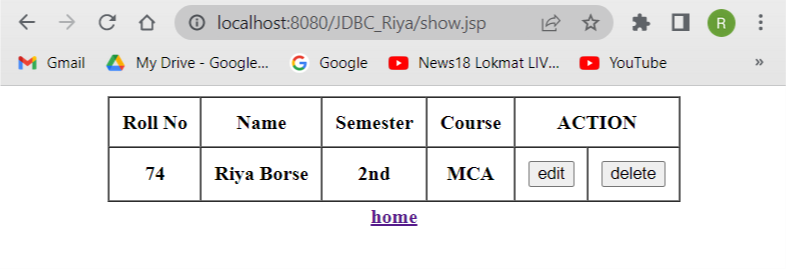 localhost:8080/JDBC_Riya/show.jsp
R
Gmail My Drive - Google... Google News18 Lokmat LIV... YouTube »
Roll No Name Semester Course ACTION
74 Riya Borse 2nd MCA edit delete
home